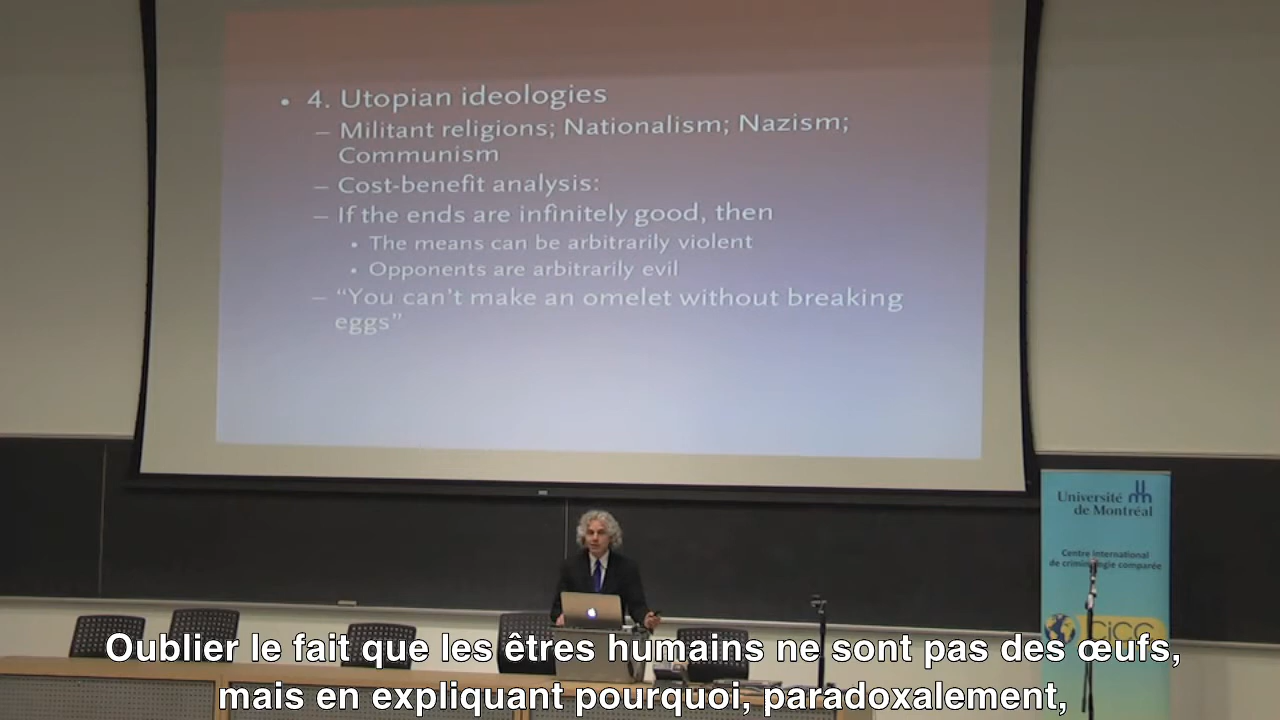 • 4. Utopian ideologies
– Militant religions; Nationalism; Nazism;
Communism
– Cost-benefit analysis:
– If the ends are infinitely good, then
• The means can be arbitrarily violent
• Opponents are arbitrarily evil
– “You can’t make an omelet without breaking
eggs”
Université
de Montréal
Centre international
de criminologie comparée
CiCC
Oublier le fait que les êtres humains ne sont pas des œufs,
mais en expliquant pourquoi, paradoxalement,